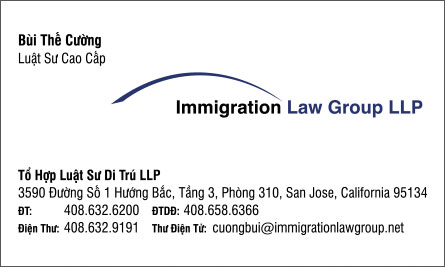 Bùi Thế Cường
Luật Sư Cao Cấp
Immigration Law Group LLP
Tổ Hợp Luật Sư Di Trú LLP
3590 Đường Số 1 Hướng Bắc, Tầng 3, Phòng 310, San Jose, California 95134
ĐT: 408.632.6200 ĐTDĐ: 408.658.6366
Điện Thư: 408.632.9191 Thư Điện Tử: cuongbui@immigrationlawgroup.net